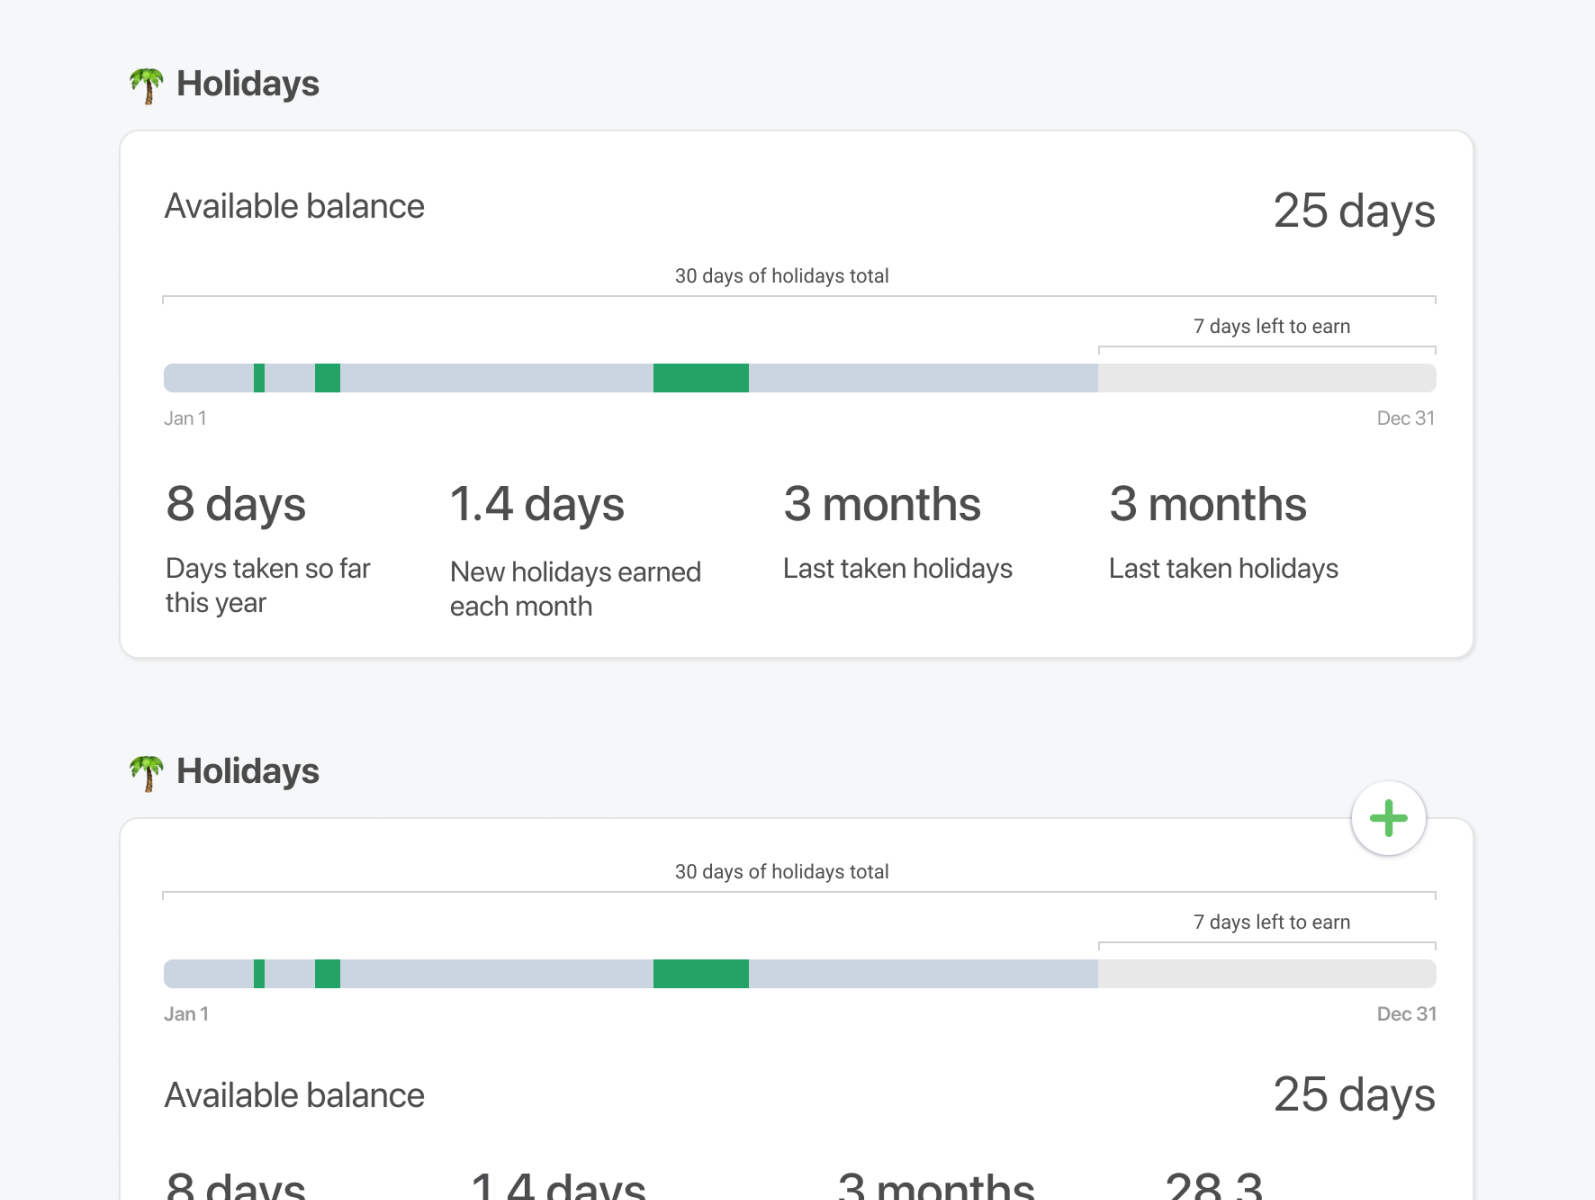 Holidays
Available balance
25 days
30 days of holidays total
7 days left to earn
Jan 1
Dec 31
8 days
1.4 days
3 months
3 months
Days taken so far
this year
New holidays earned
each month
Last taken holidays
Last taken holidays
Holidays
30 days of holidays total
7 days left to earn
Jan 1
Dec 31
Available balance
25 days
8 days
1.4 days
3 months
28.3